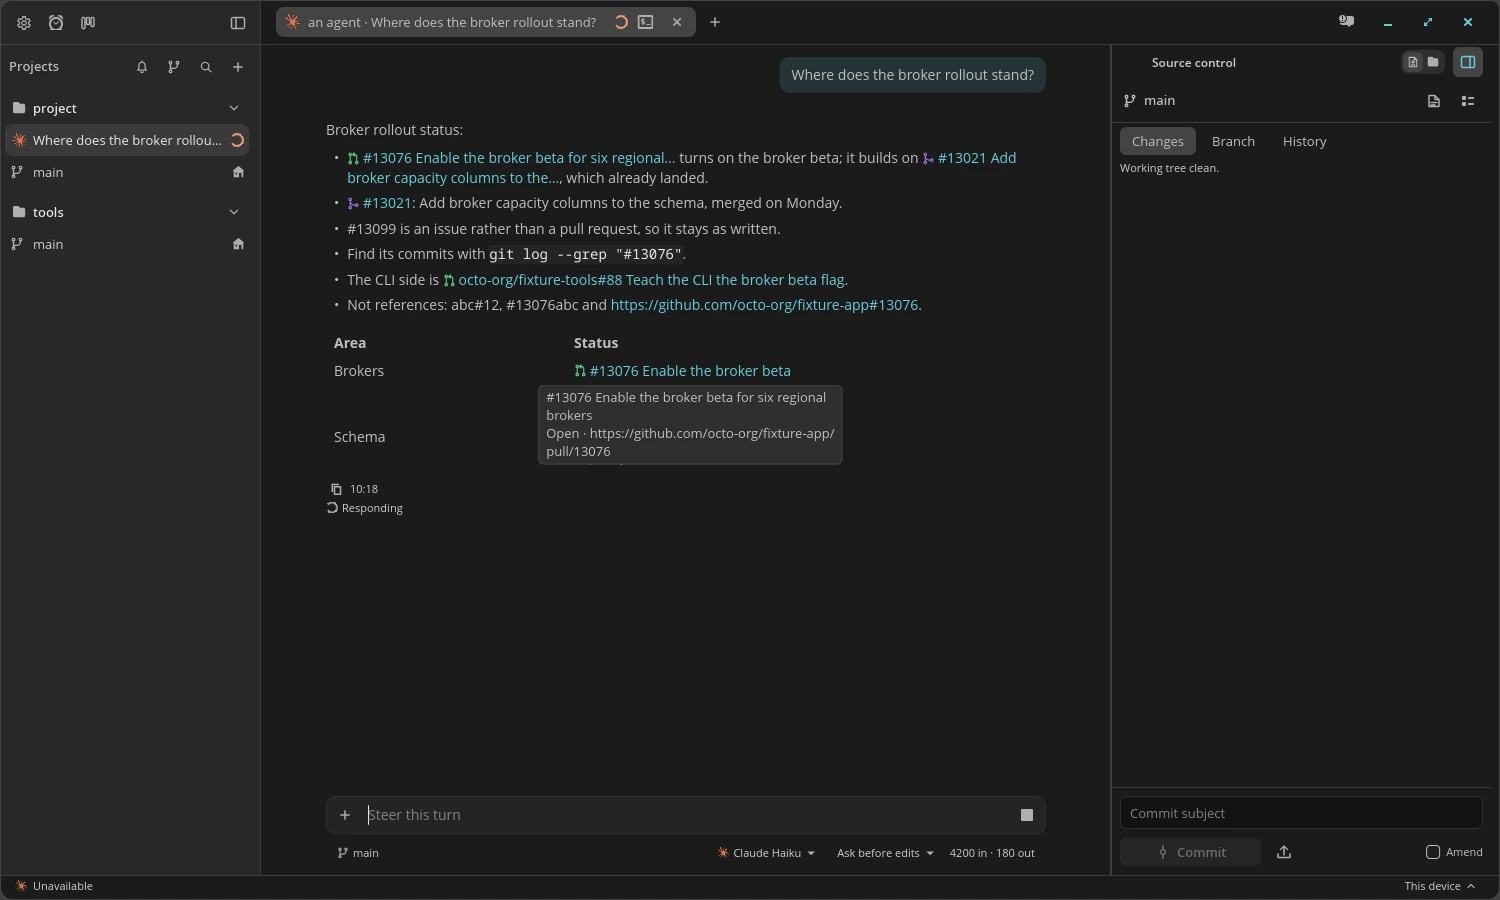 an agent · Where does the broker rollout stand?
Projects
project
Where does the broker rollou...
main
tools
main
Where does the broker rollout stand?
Broker rollout status:
• #13076 Enable the broker beta for six regional... turns on the broker beta; it builds on #13021 Add
broker capacity columns to the..., which already landed.
• #13021: Add broker capacity columns to the schema, merged on Monday.
• #13099 is an issue rather than a pull request, so it stays as written.
• Find its commits with git log --grep "#13076".
• The CLI side is octo-org/fixture-tools#88 Teach the CLI the broker beta flag.
• Not references: abc#12, #13076abc and https://github.com/octo-org/fixture-app#13076.
Area Status
Brokers #13076 Enable the broker beta
#13076 Enable the broker beta for six regional
brokers
Open · https://github.com/octo-org/fixture-app/
pull/13076
Schema
10:18
Responding
Steer this turn
main Claude Haiku Ask before edits 4200 in · 180 out
Source control
main
Changes Branch History
Working tree clean.
Commit subject
Commit Amend
Unavailable
This device